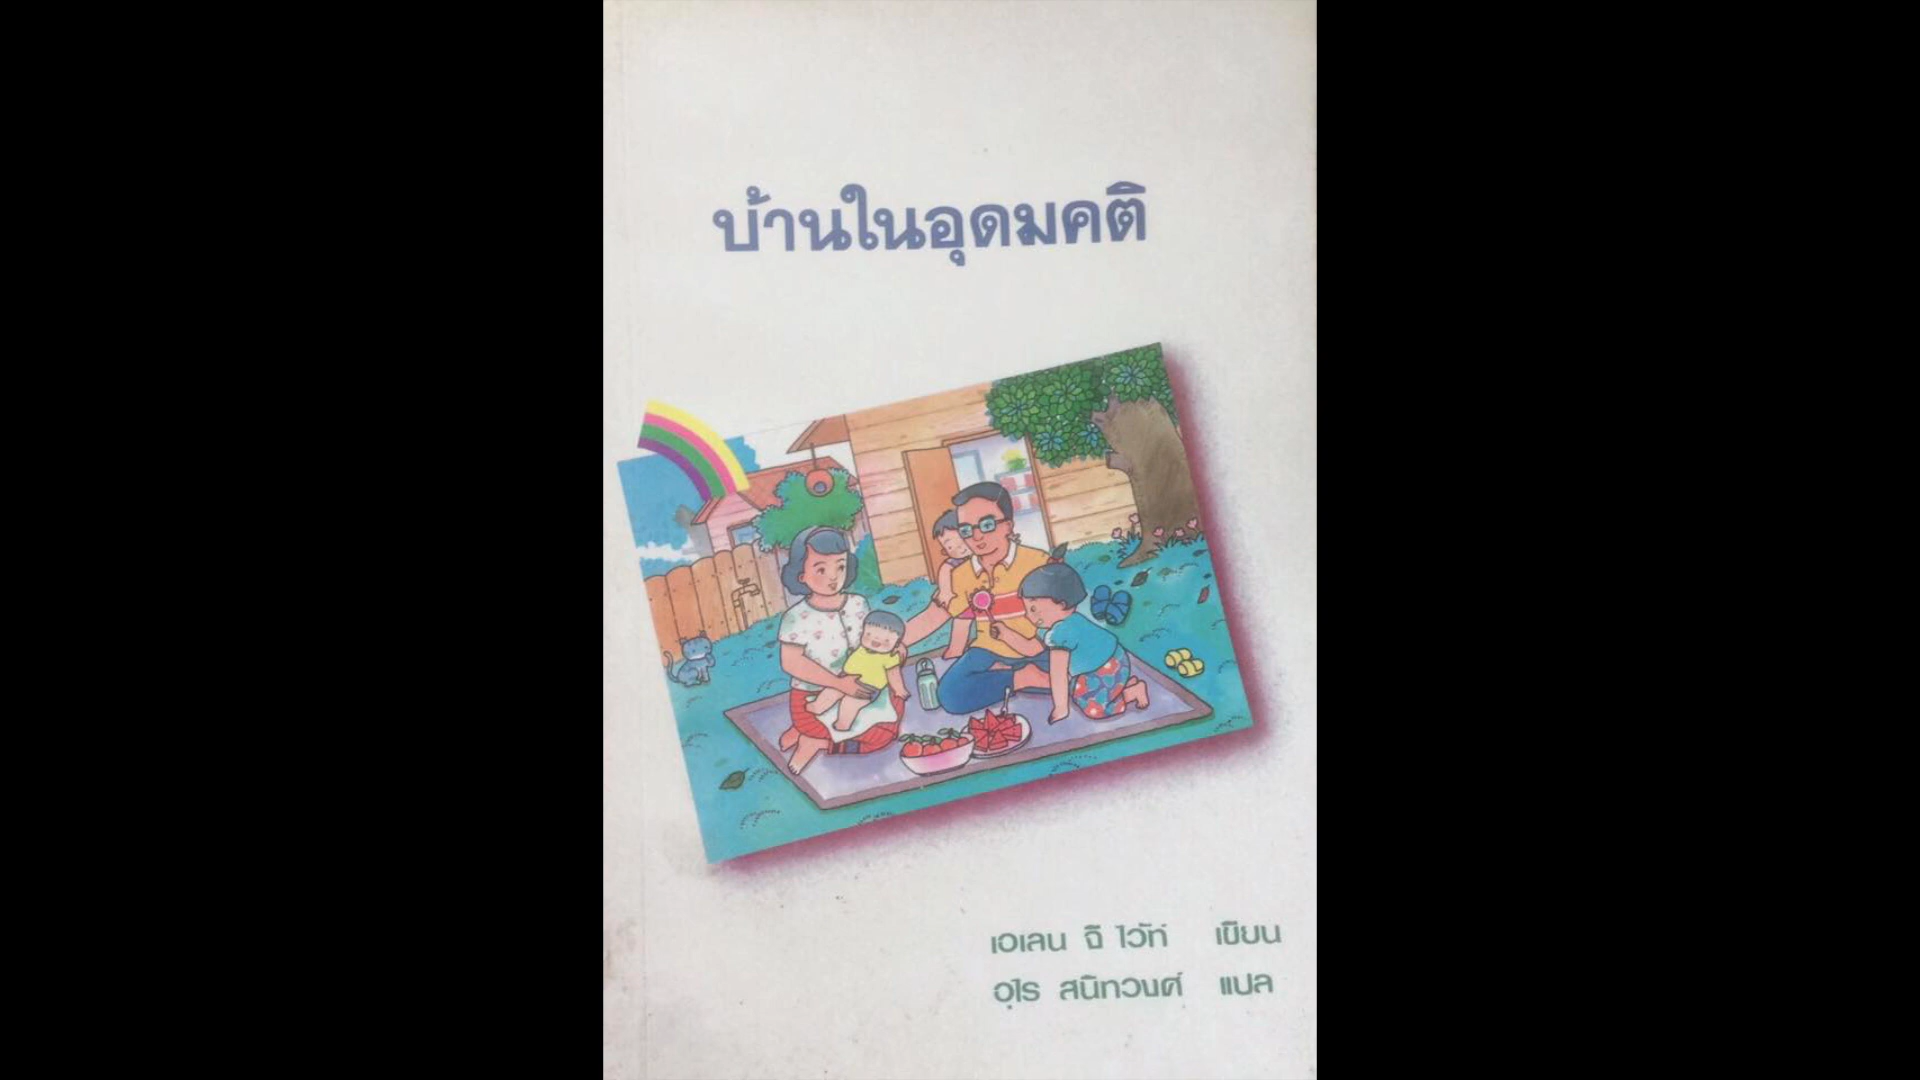 บ้านในอุดมคติ
เอเลน จี ไว้ท์ เขียน
อุไร สนิทวงศ์ แปล